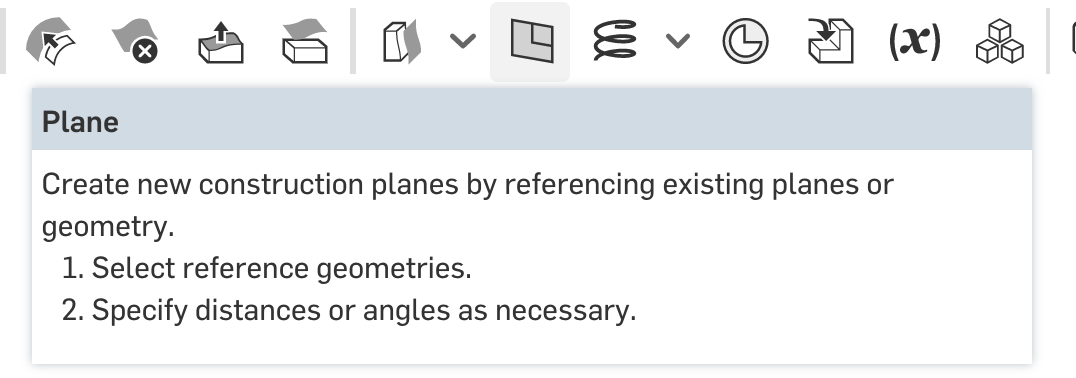 (x)
Plane
Create new construction planes by referencing existing planes or
geometry.
1. Select reference geometries.
2. Specify distances or angles as necessary.